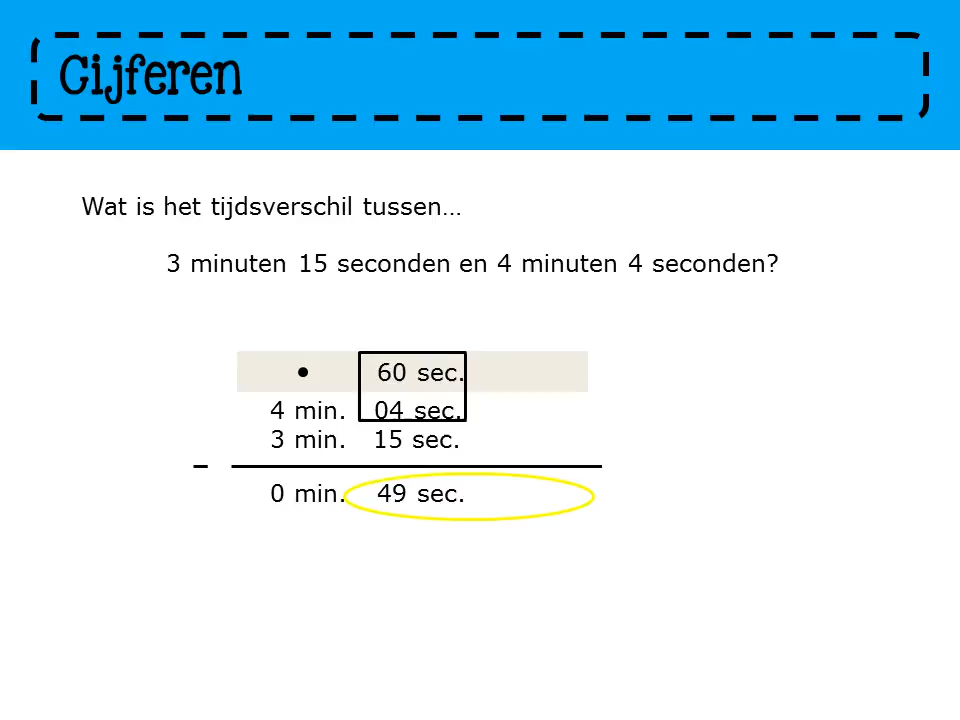 Cijferen
Wat is het tijdsverschil tussen…
3 minuten 15 seconden en 4 minuten 4 seconden?
• 60 sec.
4 min. 04 sec.
3 min. 15 sec.
–
0 min. 49 sec.